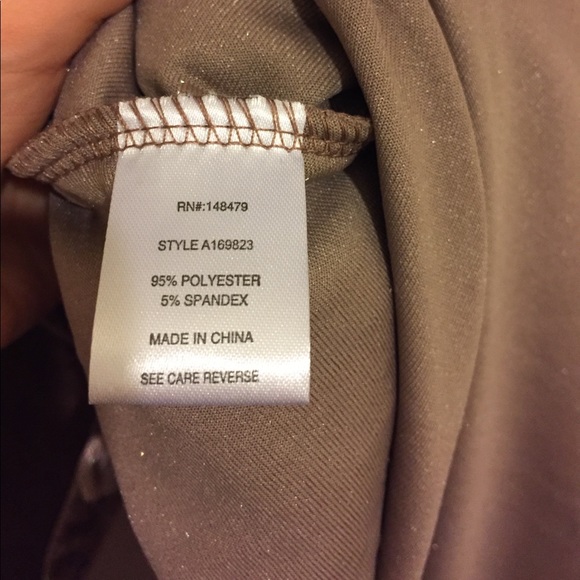 RN#:148479
STYLE A169823
95% POLYESTER
5% SPANDEX
MADE IN CHINA
SEE CARE REVERSE